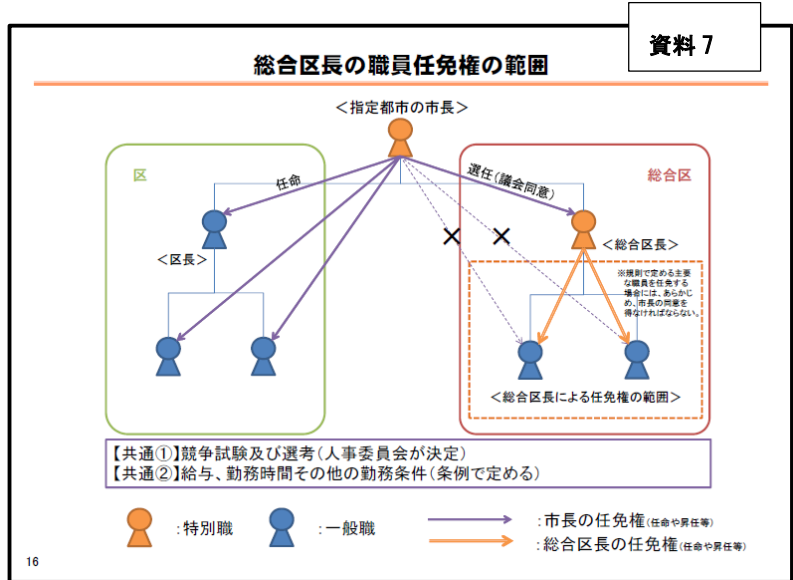 資料7
総合区長の職員任免権の範囲
<指定都市の市長>
区
総合区
任命
選任(議会同意)
<区長>
<総合区長>
※規則で定める主要
な職員を任免する
場合には、あらかじ
め、市長の同意を
得なければならない。
<総合区長による任免権の範囲>
【共通①】競争試験及び選考(人事委員会が決定)
【共通②】給与、勤務時間その他の勤務条件(条例で定める)
:特別職
:一般職
:市長の任免権(任命や昇任等)
:総合区長の任免権(任命や昇任等)
16